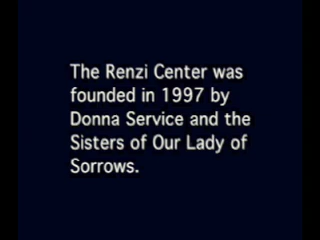 The Renzi Center was
founded in 1997 by
Donna Service and the
Sisters of Our Lady of
Sorrows.